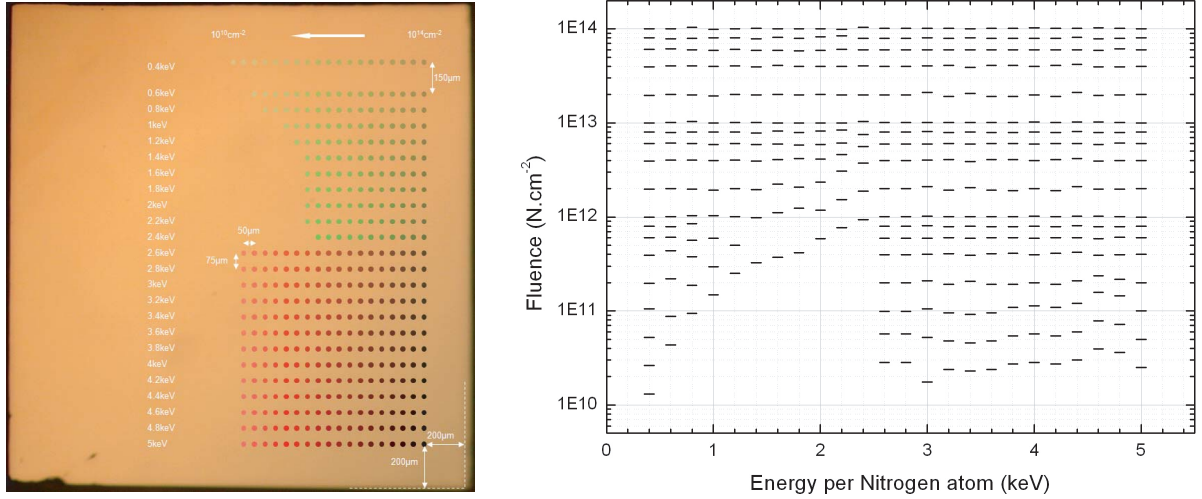 10¹⁰cm⁻²
10¹⁴cm⁻²
0.4keV
150µm
0.6keV
0.8keV
1keV
1.2keV
1.4keV
1.6keV
1.8keV
2keV
2.2keV
2.4keV
50µm
2.6keV
75µm
2.8keV
3keV
3.2keV
3.4keV
3.6keV
3.8keV
4keV
4.2keV
4.4keV
4.6keV
4.8keV
200µm
5keV
200µm
1E14
1E13
1E12
1E11
1E10
Fluence (N.cm⁻²)
0 1 2 3 4 5
Energy per Nitrogen atom (keV)